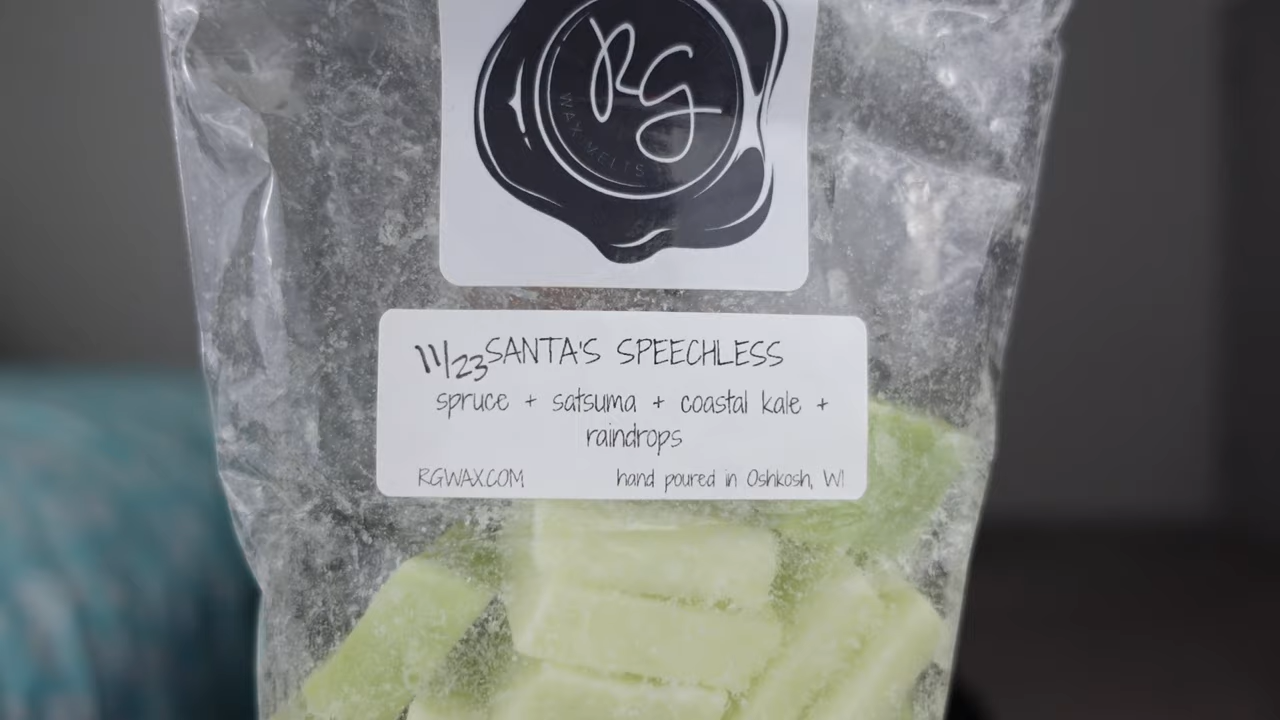 RG
WAX MELTS
11/23 SANTA'S SPEECHLESS
spruce + satsuma + coastal kale +
raindrops
RGWAX.COM hand poured in Oshkosh, WI